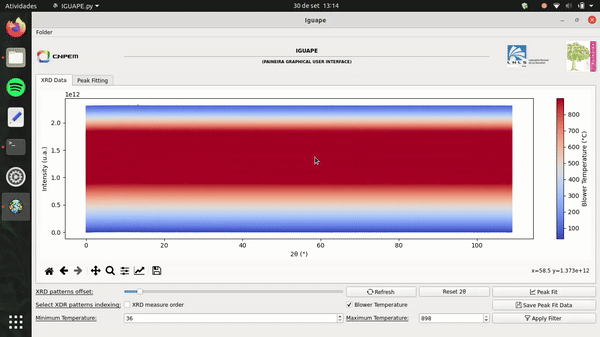 Atividades
IGUAPE.py
30 de set 13:14
Iguape
Folder
CNPEM
IGUAPE
(PAINEIRA GRAPHICAL USER INTERFACE)
LNLS
XRD Data
Peak Fitting
1e12
2.0
1.5
1.0
0.5
0.0
Intensity (u.a.)
0
20
40
60
80
100
2θ (°)
800
700
600
500
400
300
200
100
Blower Temperature (°C)
x=58.5 y=1.373e+12
XRD patterns offset:
Refresh
Reset 2θ
Peak Fit
Select XDR patterns indexing:
XRD measure order
Blower Temperature
Save Peak Fit Data
Minimum Temperature:
36
Maximum Temperature:
898
Apply Filter